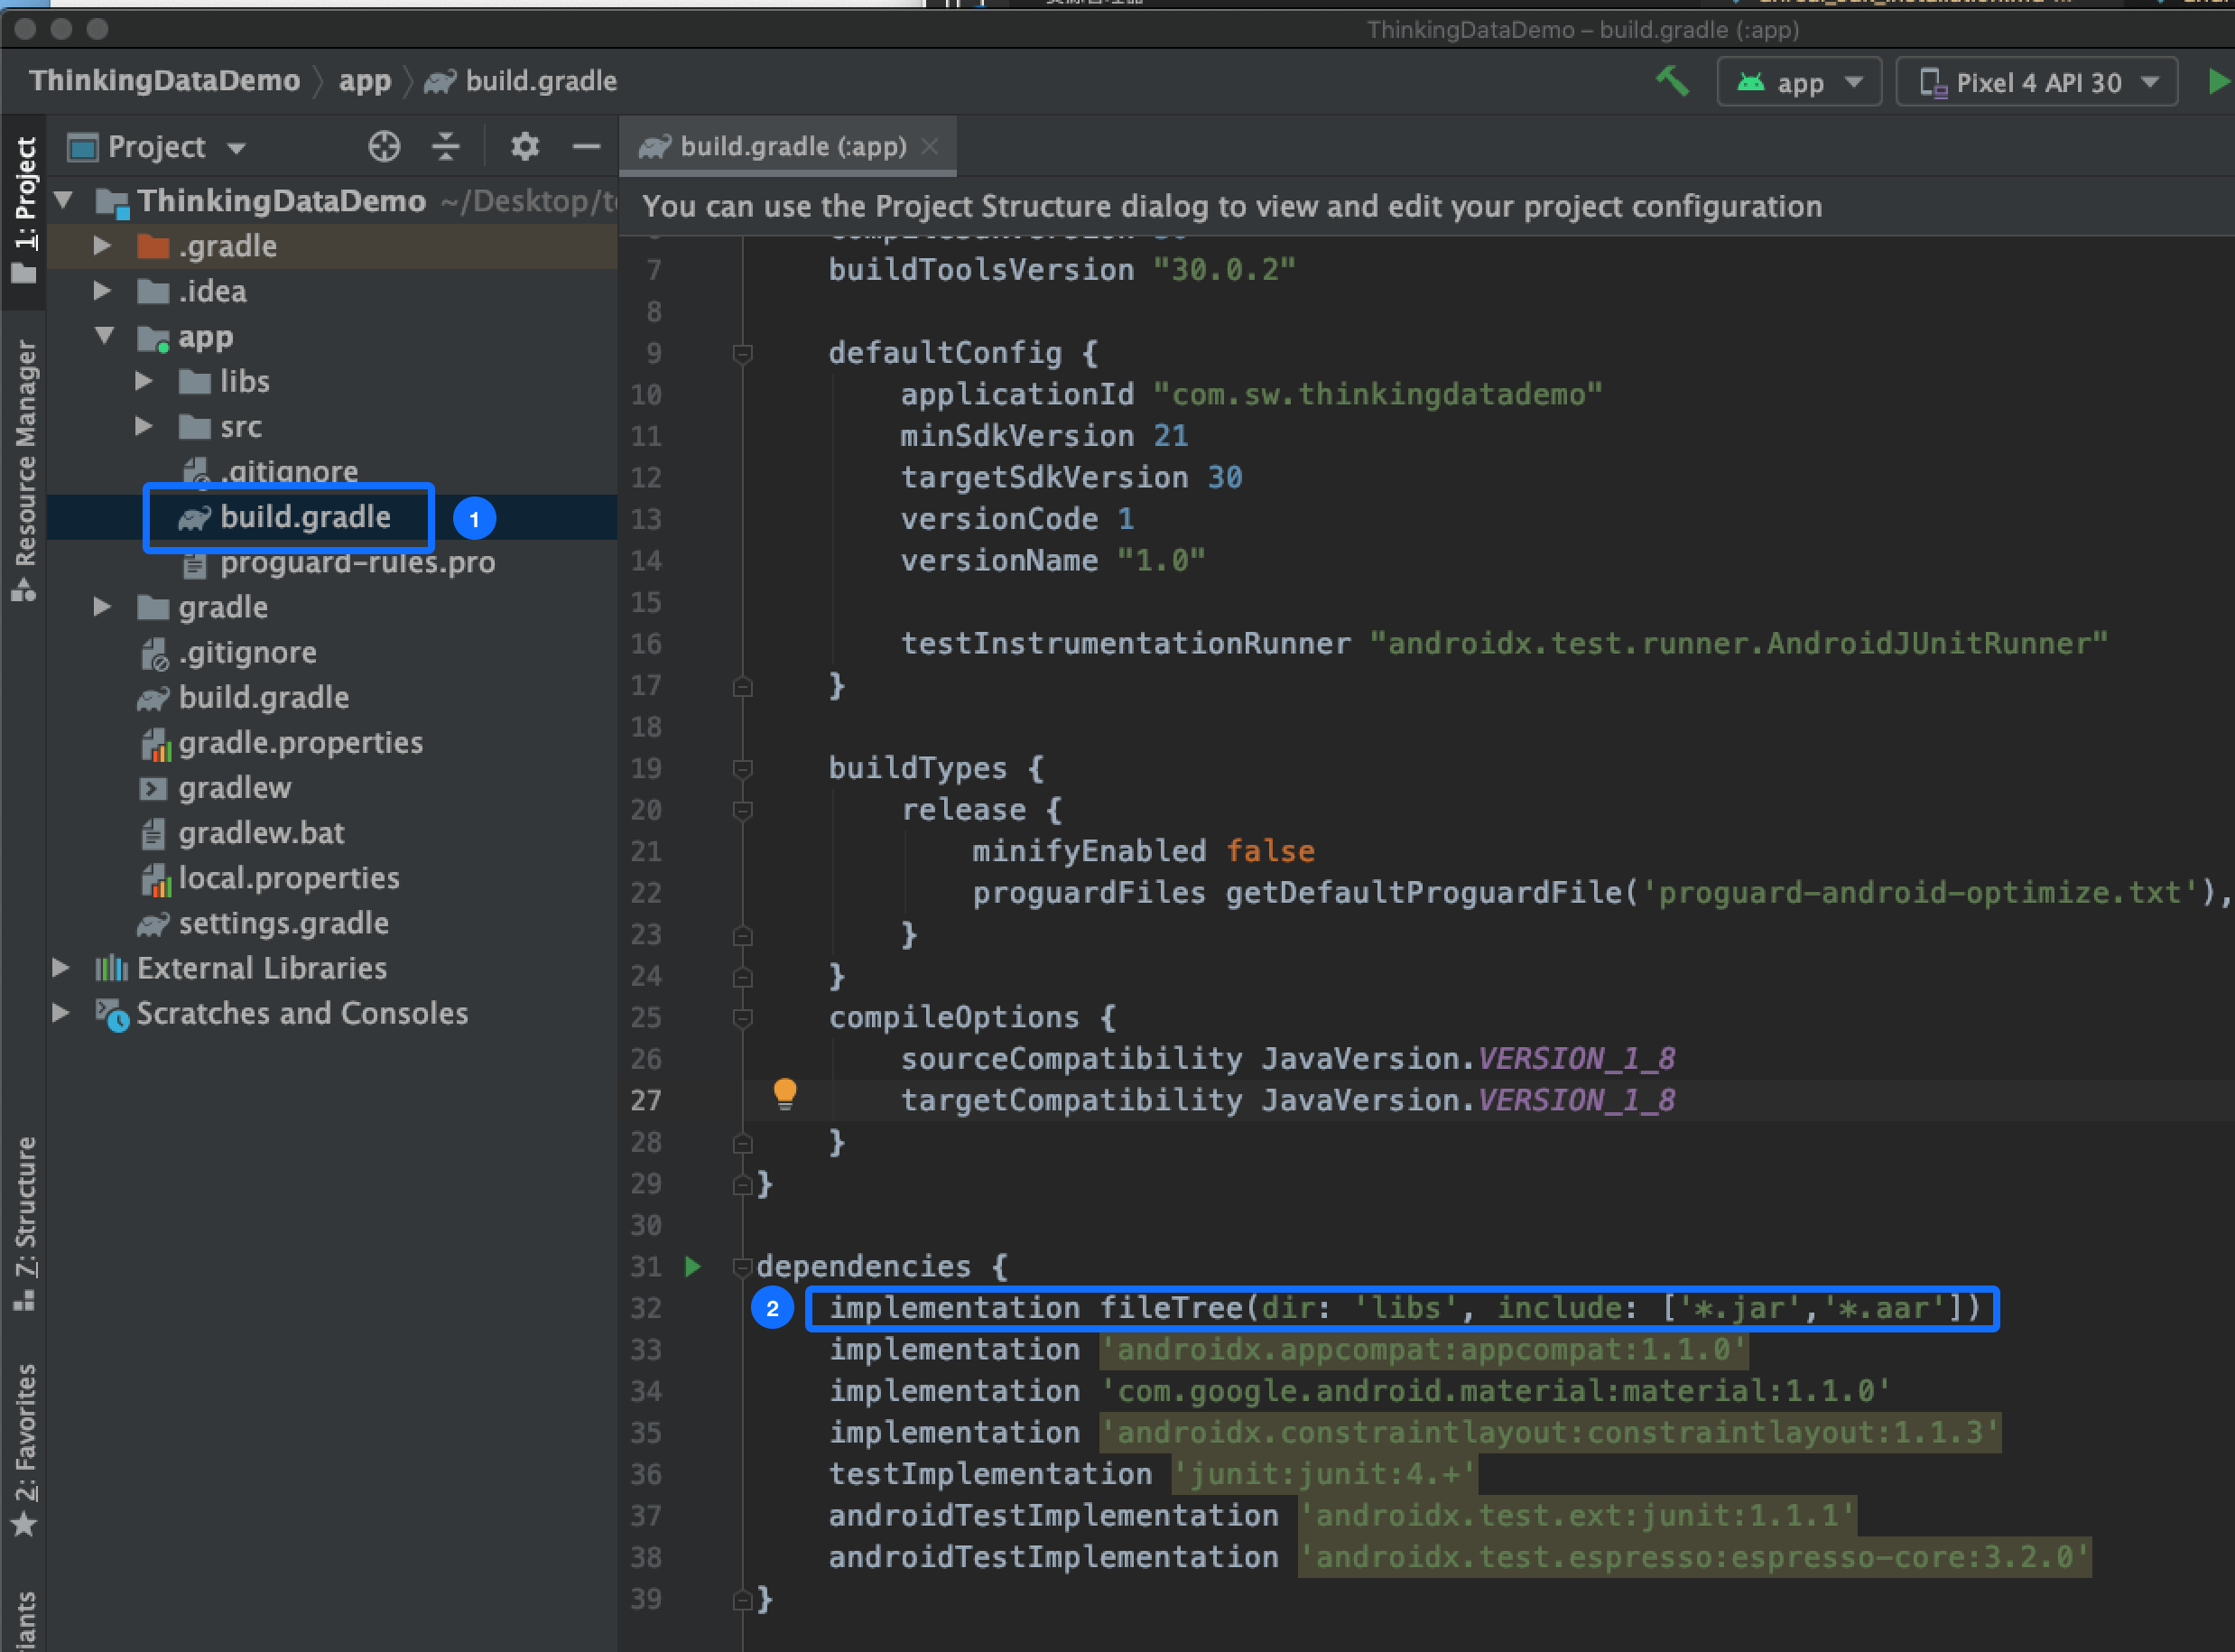 ThinkingDataDemo – build.gradle (:app)
ThinkingDataDemo
app
build.gradle
app
Pixel 4 API 30
1: Project
Resource Manager
7: Structure
2: Favorites
Project
ThinkingDataDemo
.gradle
.idea
app
libs
src
.gitignore
build.gradle
1
proguard-rules.pro
gradle
.gitignore
build.gradle
gradle.properties
gradlew
gradlew.bat
local.properties
settings.gradle
External Libraries
Scratches and Consoles
build.gradle (:app)
You can use the Project Structure dialog to view and edit your project configuration
7 buildToolsVersion "30.0.2"
8
9 defaultConfig {
10 applicationId "com.sw.thinkingdatademo"
11 minSdkVersion 21
12 targetSdkVersion 30
13 versionCode 1
14 versionName "1.0"
15
16 testInstrumentationRunner "androidx.test.runner.AndroidJUnitRunner"
17 }
18
19 buildTypes {
20 release {
21 minifyEnabled false
22 proguardFiles getDefaultProguardFile('proguard-android-optimize.txt'),
23 }
24 }
25 compileOptions {
26 sourceCompatibility JavaVersion.VERSION_1_8
27 targetCompatibility JavaVersion.VERSION_1_8
28 }
29 }
30
31 dependencies {
32 2 implementation fileTree(dir: 'libs', include: ['*.jar','*.aar'])
33 implementation 'androidx.appcompat:appcompat:1.1.0'
34 implementation 'com.google.android.material:material:1.1.0'
35 implementation 'androidx.constraintlayout:constraintlayout:1.1.3'
36 testImplementation 'junit:junit:4.+'
37 androidTestImplementation 'androidx.test.ext:junit:1.1.1'
38 androidTestImplementation 'androidx.test.espresso:espresso-core:3.2.0'
39 }